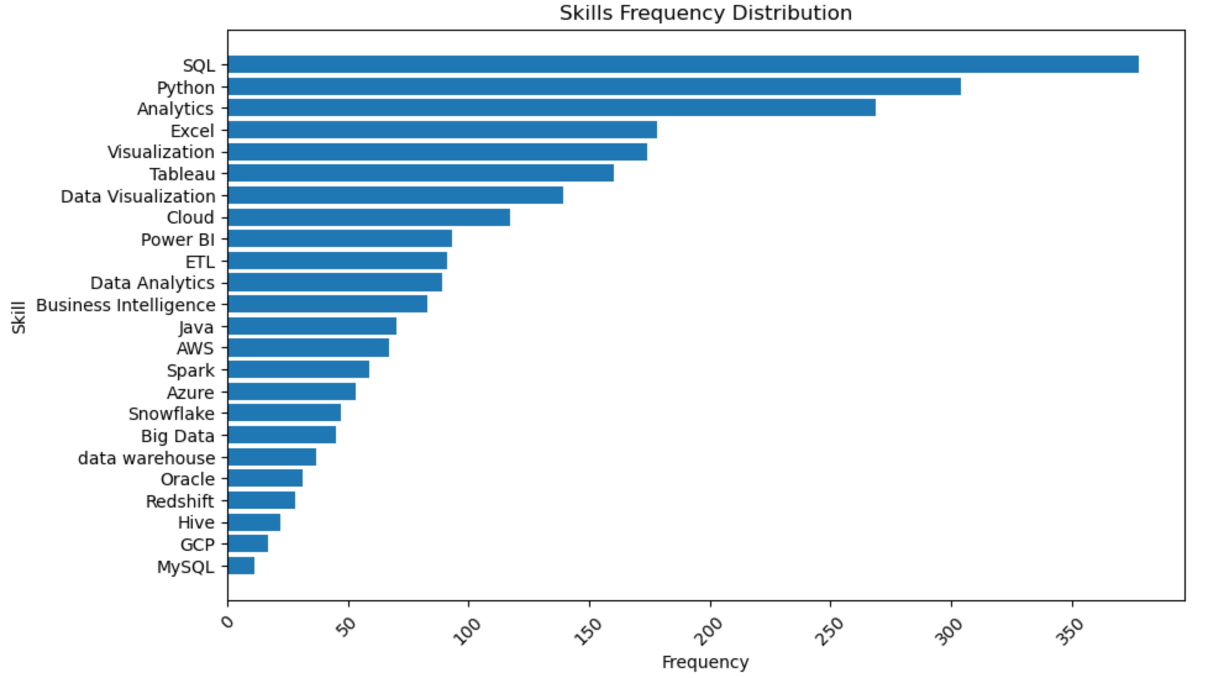 Skills Frequency Distribution
SQL
Python
Analytics
Excel
Visualization
Tableau
Data Visualization
Cloud
Power BI
ETL
Data Analytics
Business Intelligence
Java
AWS
Spark
Azure
Snowflake
Big Data
data warehouse
Oracle
Redshift
Hive
GCP
MySQL
Skill
0 50 100 150 200 250 300 350
Frequency